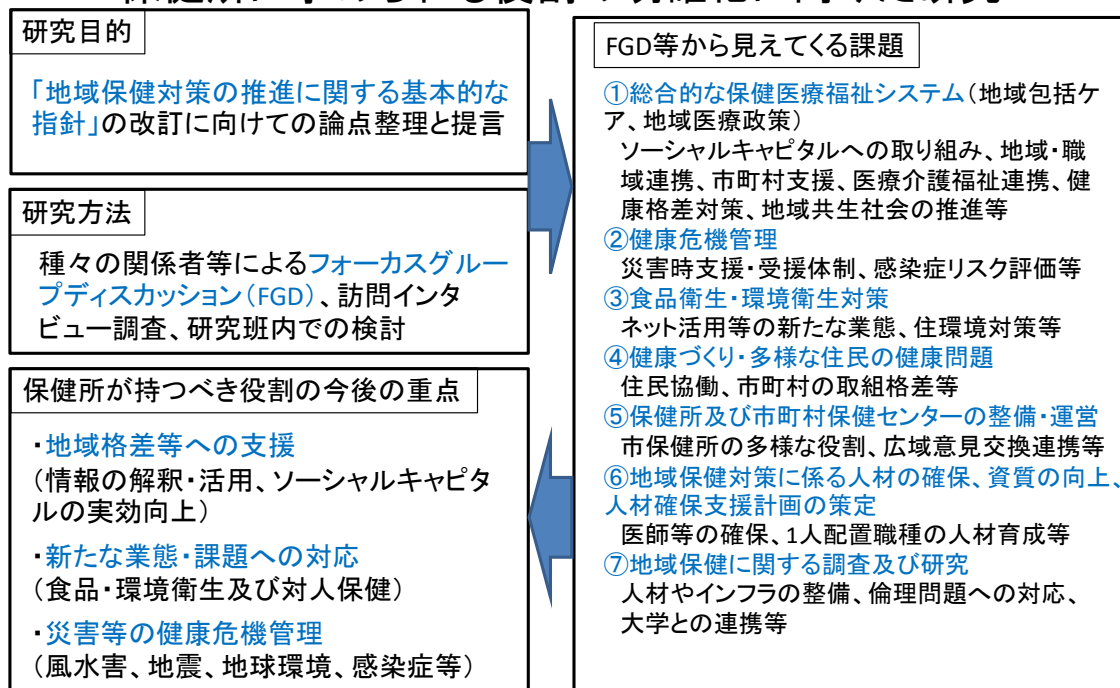 研究目的
「地域保健対策の推進に関する基本的な
指針」の改訂に向けての論点整理と提言
研究方法
種々の関係者等によるフォーカスグルー
プディスカッション(FGD)、訪問インタ
ビュー調査、研究班内での検討
保健所が持つべき役割の今後の重点
・地域格差等への支援
(情報の解釈・活用、ソーシャルキャピタ
ルの実効向上)
・新たな業態・課題への対応
(食品・環境衛生及び対人保健)
・災害等の健康危機管理
(風水害、地震、地球環境、感染症等)
FGD等から見えてくる課題
①総合的な保健医療福祉システム(地域包括ケ
ア、地域医療政策)
ソーシャルキャピタルへの取り組み、地域・職
域連携、市町村支援、医療介護福祉連携、健
康格差対策、地域共生社会の推進等
②健康危機管理
災害時支援・受援体制、感染症リスク評価等
③食品衛生・環境衛生対策
ネット活用等の新たな業態、住環境対策等
④健康づくり・多様な住民の健康問題
住民協働、市町村の取組格差等
⑤保健所及び市町村保健センターの整備・運営
市保健所の多様な役割、広域意見交換連携等
⑥地域保健対策に係る人材の確保、資質の向上、
人材確保支援計画の策定
医師等の確保、1人配置職種の人材育成等
⑦地域保健に関する調査及び研究
人材やインフラの整備、倫理問題への対応、
大学との連携等